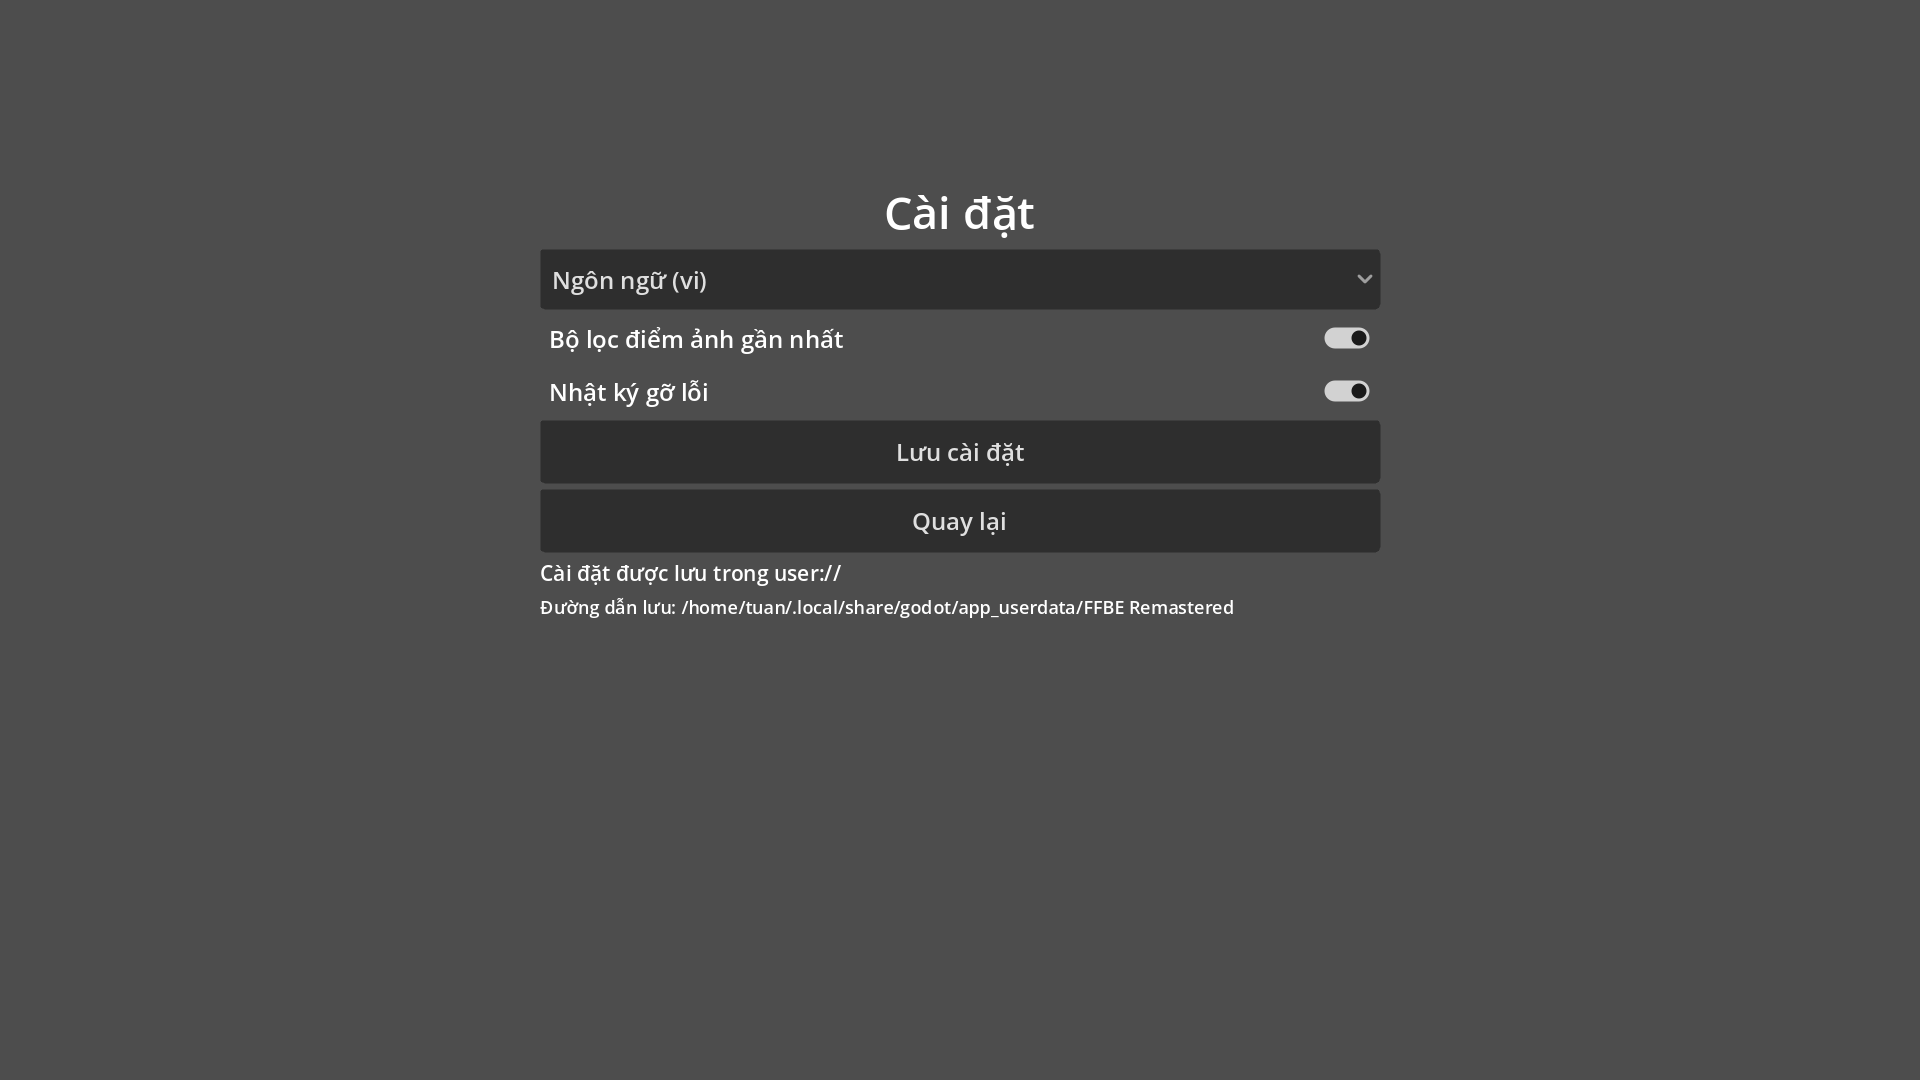 Cài đặt
Ngôn ngữ (vi)
Bộ lọc điểm ảnh gần nhất
Nhật ký gỡ lỗi
Lưu cài đặt
Quay lại
Cài đặt được lưu trong user://
Đường dẫn lưu: /home/tuan/.local/share/godot/app_userdata/FFBE Remastered